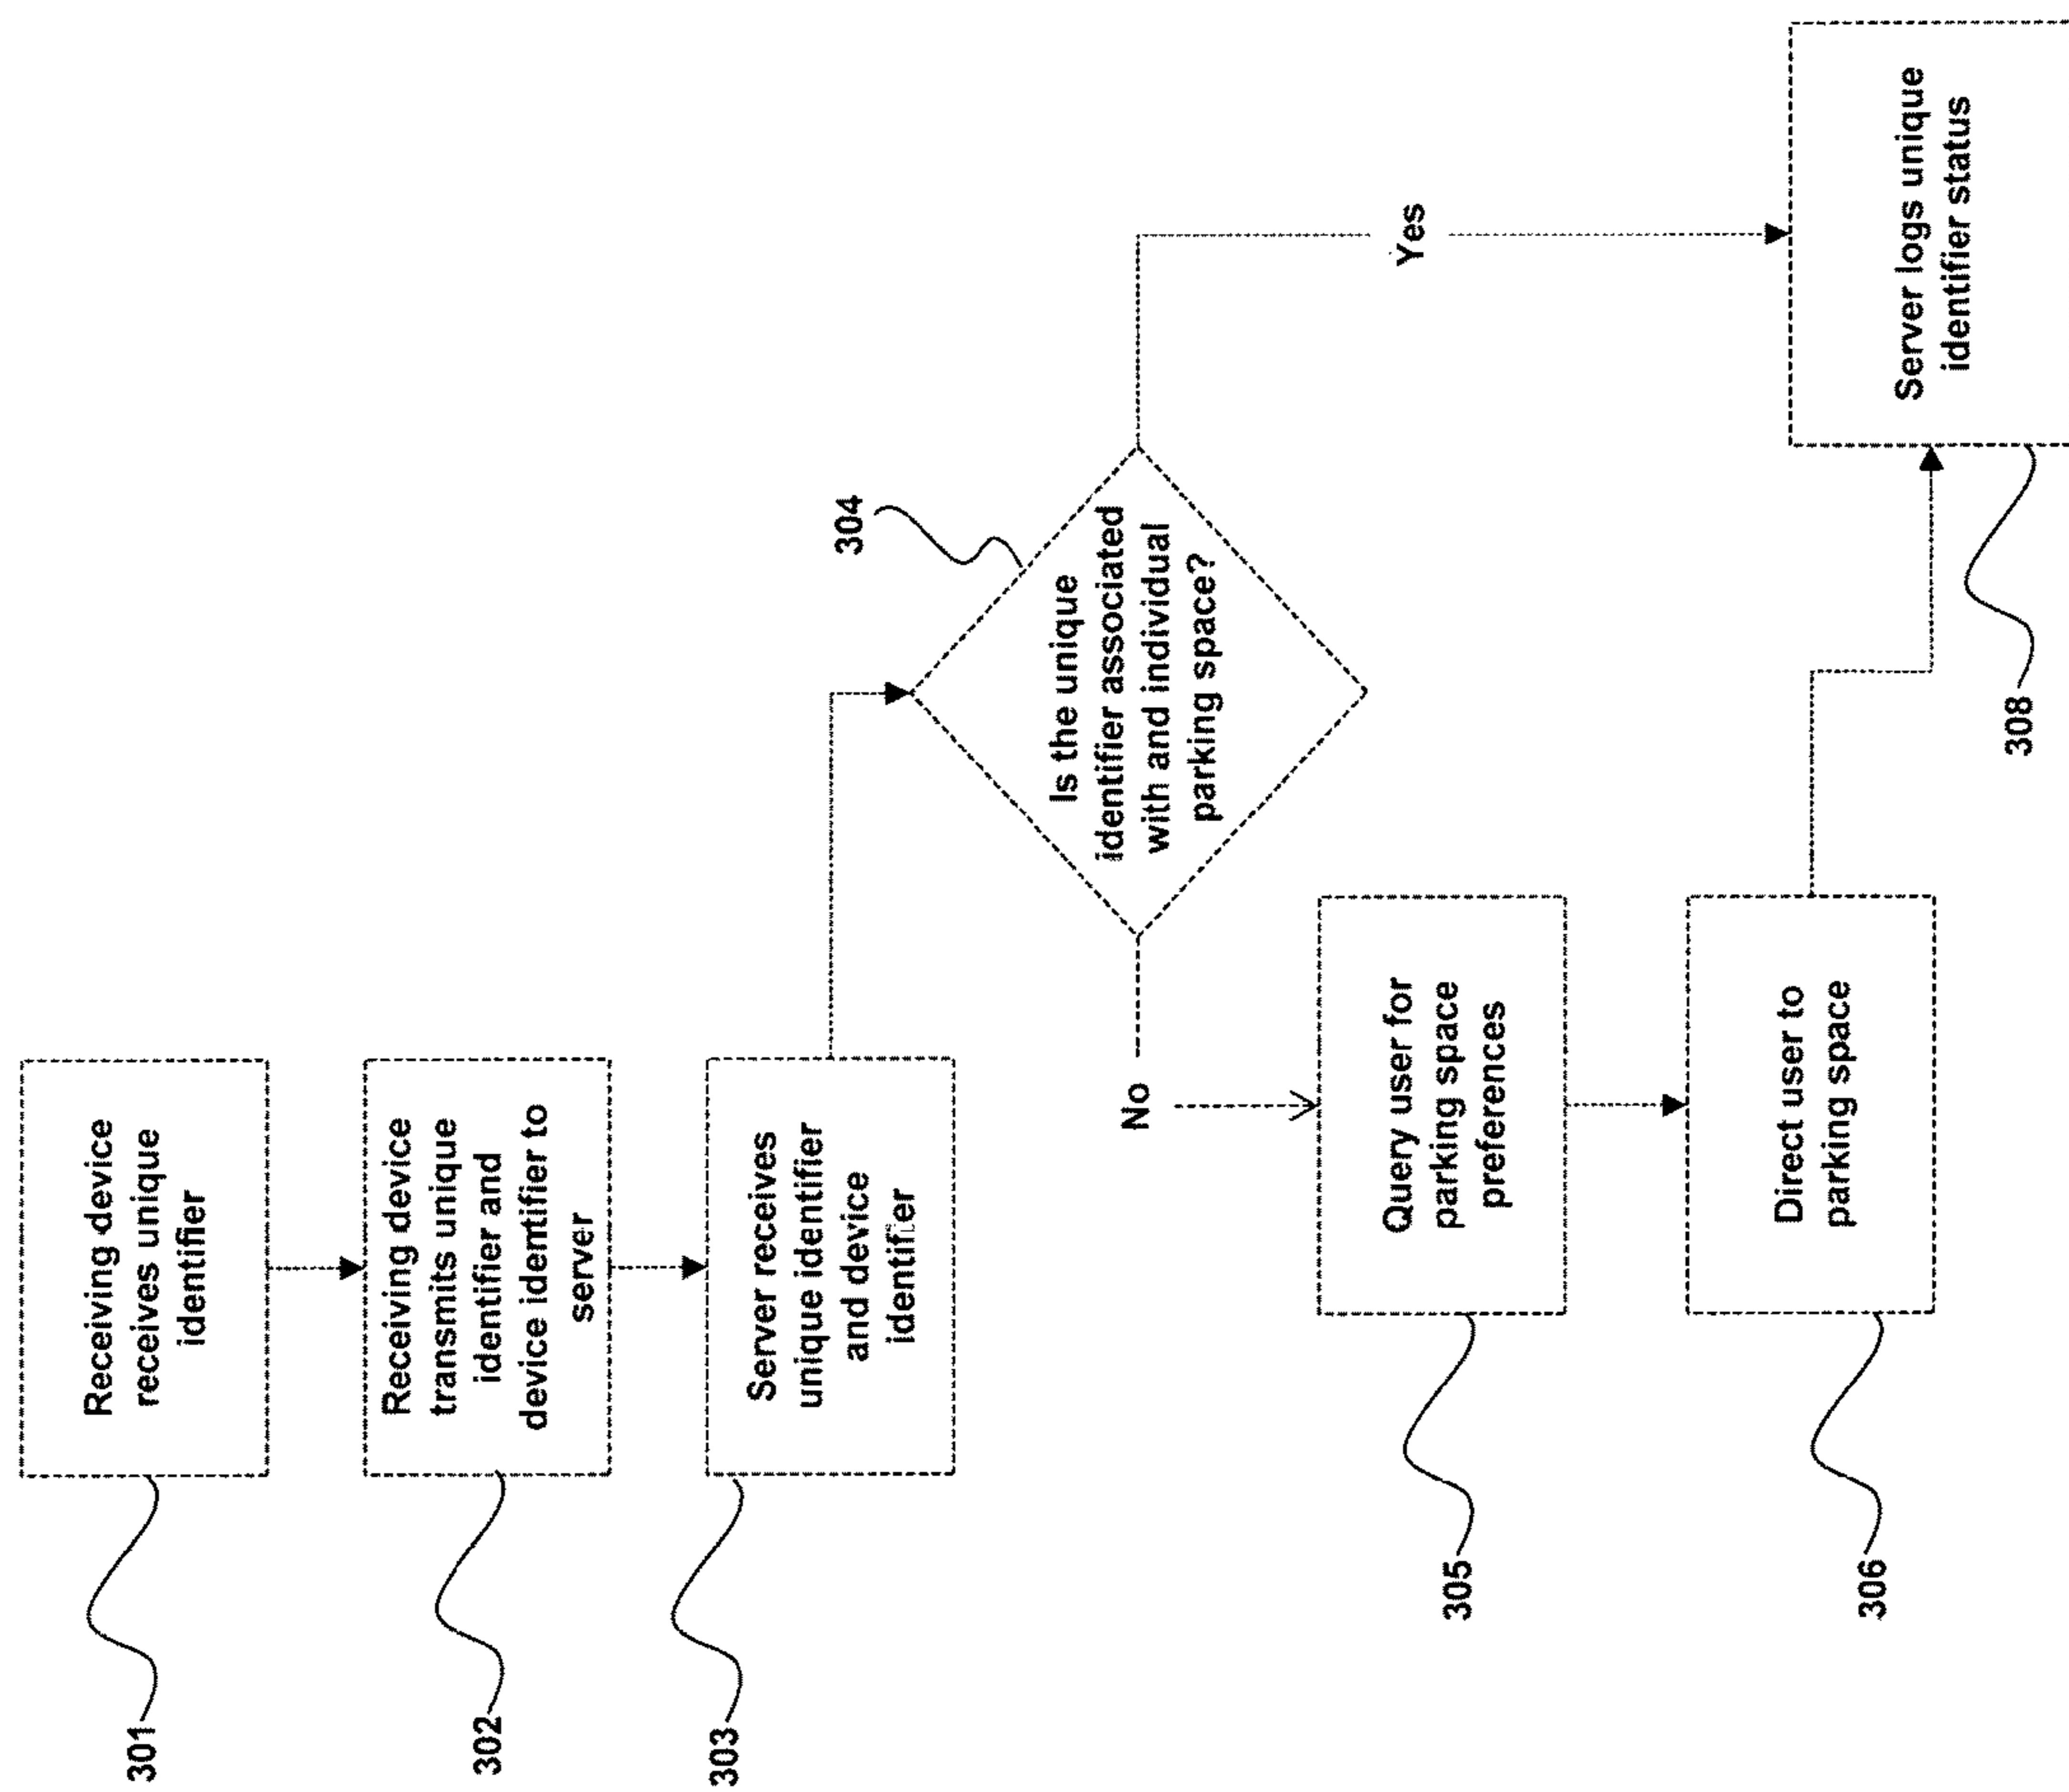 Receiving device
receives unique
identifier
301
Receiving device
transmits unique
identifier and
device identifier to
server
302
Server receives
unique identifier
and device
identifier
303
304
Is the unique
identifier associated
with and individual
parking space?
No
Yes
Query user for
parking space
preferences
305
Direct user to
parking space
306
Server logs unique
identifier status
308